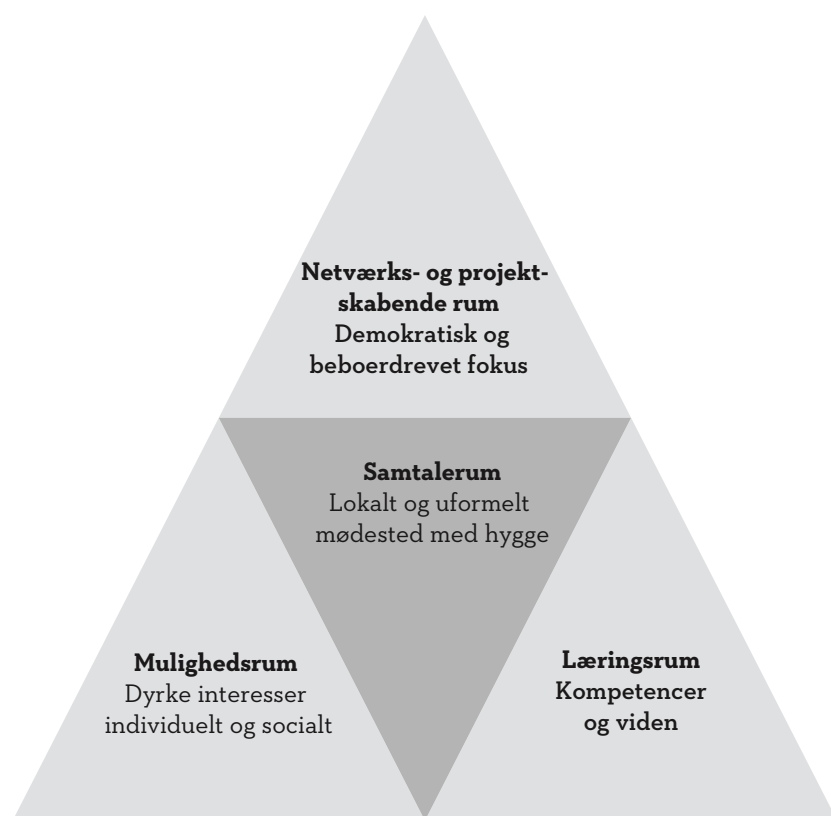 Netværks- og projekt-
skabende rum
Demokratisk og
beboerdrevet fokus
Samtalerum
Lokalt og uformelt
mødested med hygge
Mulighedsrum
Dyrke interesser
individuelt og socialt
Læringsrum
Kompetencer
og viden